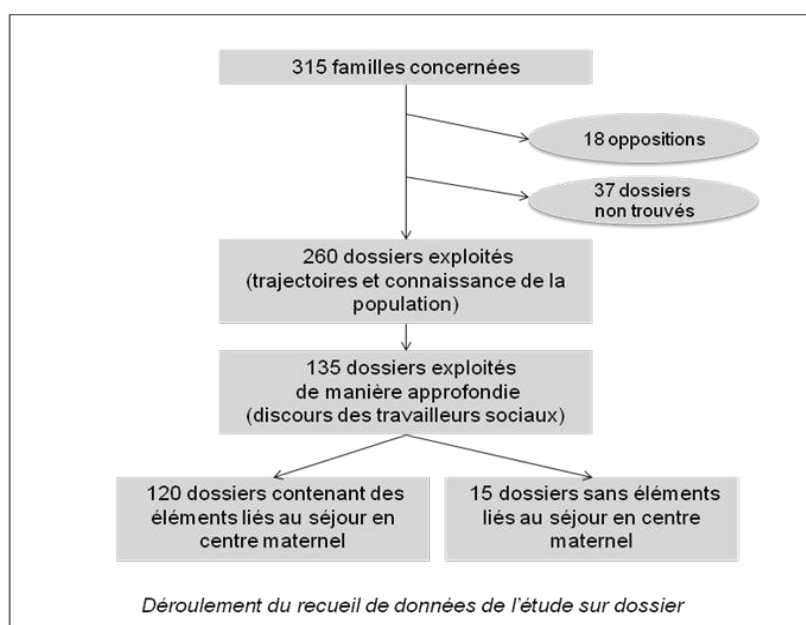 315 familles concernées
18 oppositions
37 dossiers
non trouvés
260 dossiers exploités
(trajectoires et connaissance de la
population)
135 dossiers exploités
de manière approfondie
(discours des travailleurs sociaux)
120 dossiers contenant des
éléments liés au séjour en
centre maternel
15 dossiers sans éléments
liés au séjour en centre
maternel
Déroulement du recueil de données de l'étude sur dossier